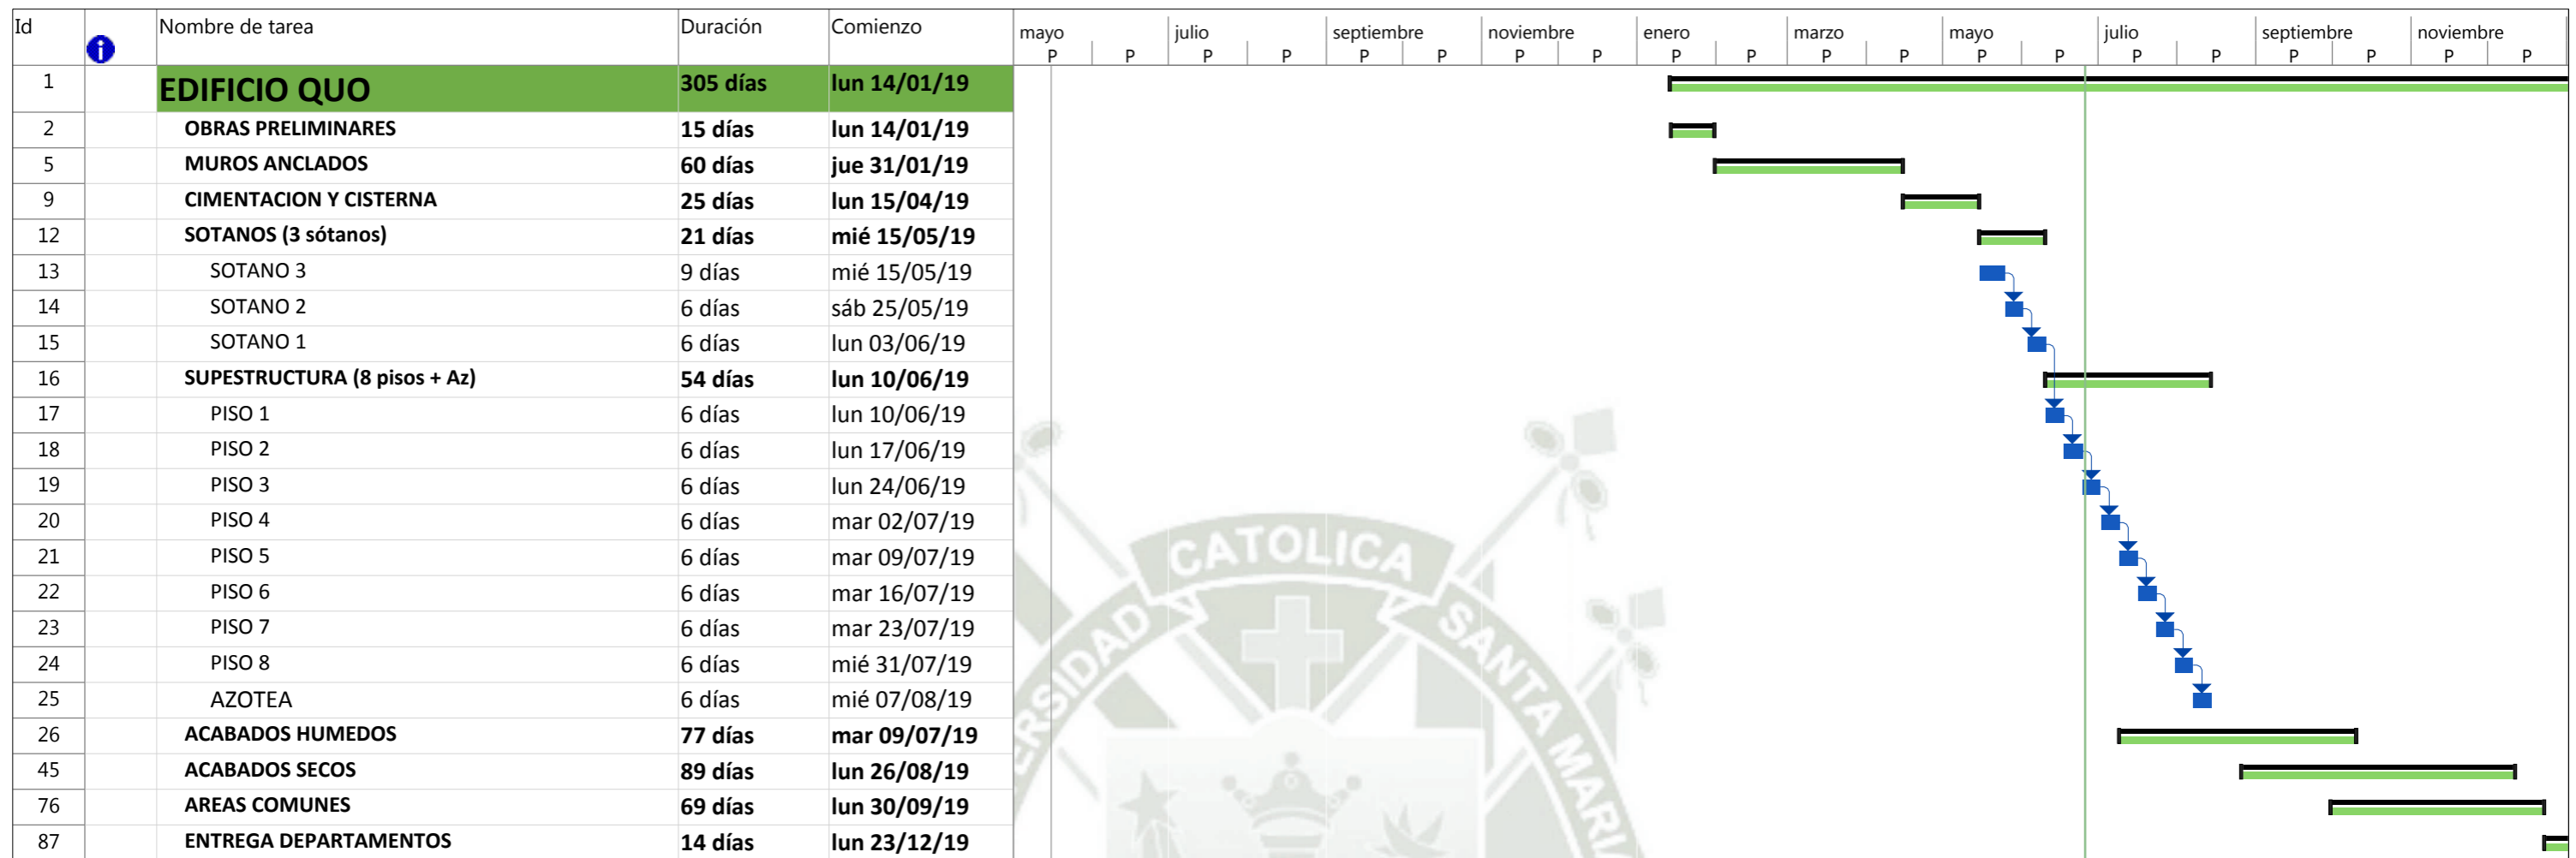 Id Nombre de tarea Duración Comienzo
mayo julio septiembre noviembre enero marzo mayo julio septiembre noviembre
P P P P P P P P P P P P P P P P P P P P
1 EDIFICIO QUO 305 días lun 14/01/19
2 OBRAS PRELIMINARES 15 días lun 14/01/19
5 MUROS ANCLADOS 60 días jue 31/01/19
9 CIMENTACION Y CISTERNA 25 días lun 15/04/19
12 SOTANOS (3 sótanos) 21 días mié 15/05/19
13 SOTANO 3 9 días mié 15/05/19
14 SOTANO 2 6 días sáb 25/05/19
15 SOTANO 1 6 días lun 03/06/19
16 SUPESTRUCTURA (8 pisos + Az) 54 días lun 10/06/19
17 PISO 1 6 días lun 10/06/19
18 PISO 2 6 días lun 17/06/19
19 PISO 3 6 días lun 24/06/19
20 PISO 4 6 días mar 02/07/19
21 PISO 5 6 días mar 09/07/19
22 PISO 6 6 días mar 16/07/19
23 PISO 7 6 días mar 23/07/19
24 PISO 8 6 días mié 31/07/19
25 AZOTEA 6 días mié 07/08/19
26 ACABADOS HUMEDOS 77 días mar 09/07/19
45 ACABADOS SECOS 89 días lun 26/08/19
76 AREAS COMUNES 69 días lun 30/09/19
87 ENTREGA DEPARTAMENTOS 14 días lun 23/12/19
CATOLICA
SANTA MARI